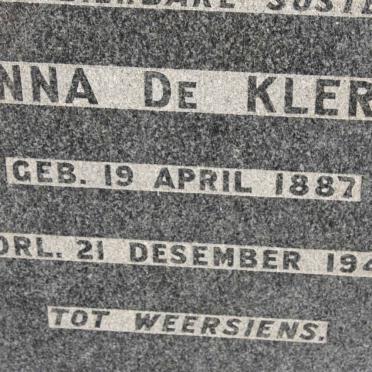 NNA DE KLER
GEB. 19 APRIL 1887
ORL. 21 DESEMBER 194
TOT WEERSIENS.